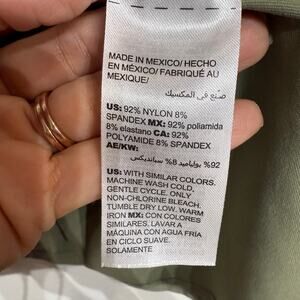 MADE IN MEXICO/ HECHO
EN MÉXICO/ FABRIQUÉ AU
MEXIQUE/
صنع في المكسيك
US: 92% NYLON 8%
SPANDEX MX: 92% poliamida
8% elastano CA: 92%
POLYAMIDE 8% SPANDEX
AE/KW:
92% بولياميد 8% سبانديكس
US: WITH SIMILAR COLORS.
MACHINE WASH COLD,
GENTLE CYCLE. ONLY
NON-CHLORINE BLEACH.
TUMBLE DRY LOW. WARM
IRON MX: CON COLORES
SIMILARES, LAVAR A
MÁQUINA CON AGUA FRÍA
EN CICLO SUAVE.
SOLAMENTE